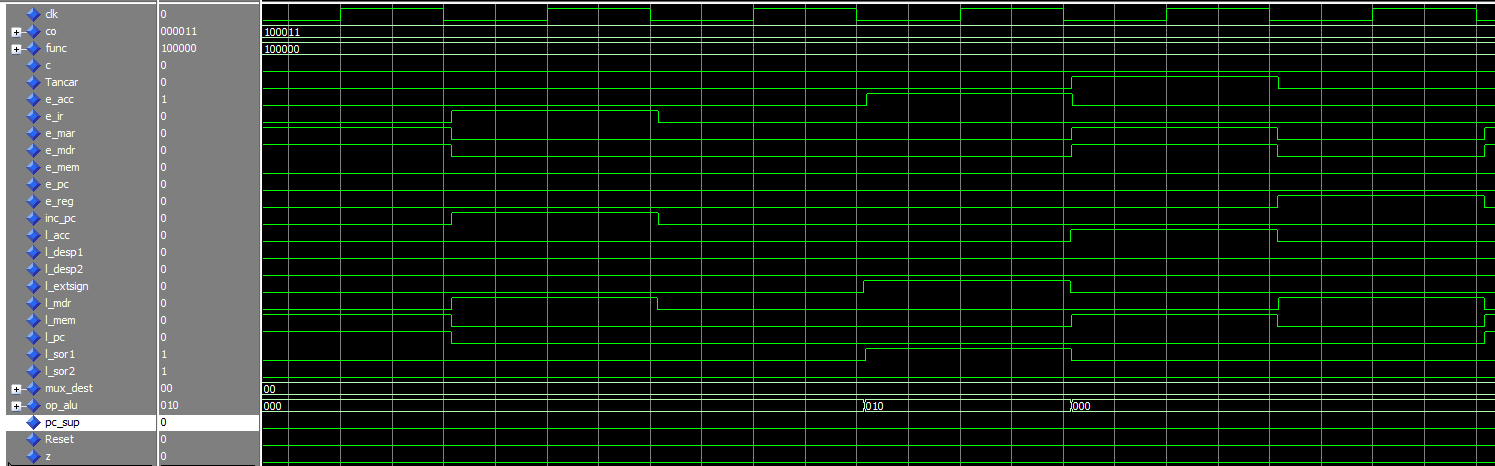 clk 0
co 000011 100011
func 100000 100000
c 0
Tancar 0
e_acc 1
e_ir 0
e_mar 0
e_mdr 0
e_mem 0
e_pc 0
e_reg 0
inc_pc 0
l_acc 0
l_desp1 0
l_desp2 0
l_extsign 0
l_mdr 0
l_mem 0
l_pc 0
l_sor1 1
l_sor2 1
mux_dest 00 00
op_alu 010 000 010 000
pc_sup 0
Reset 0
z 0